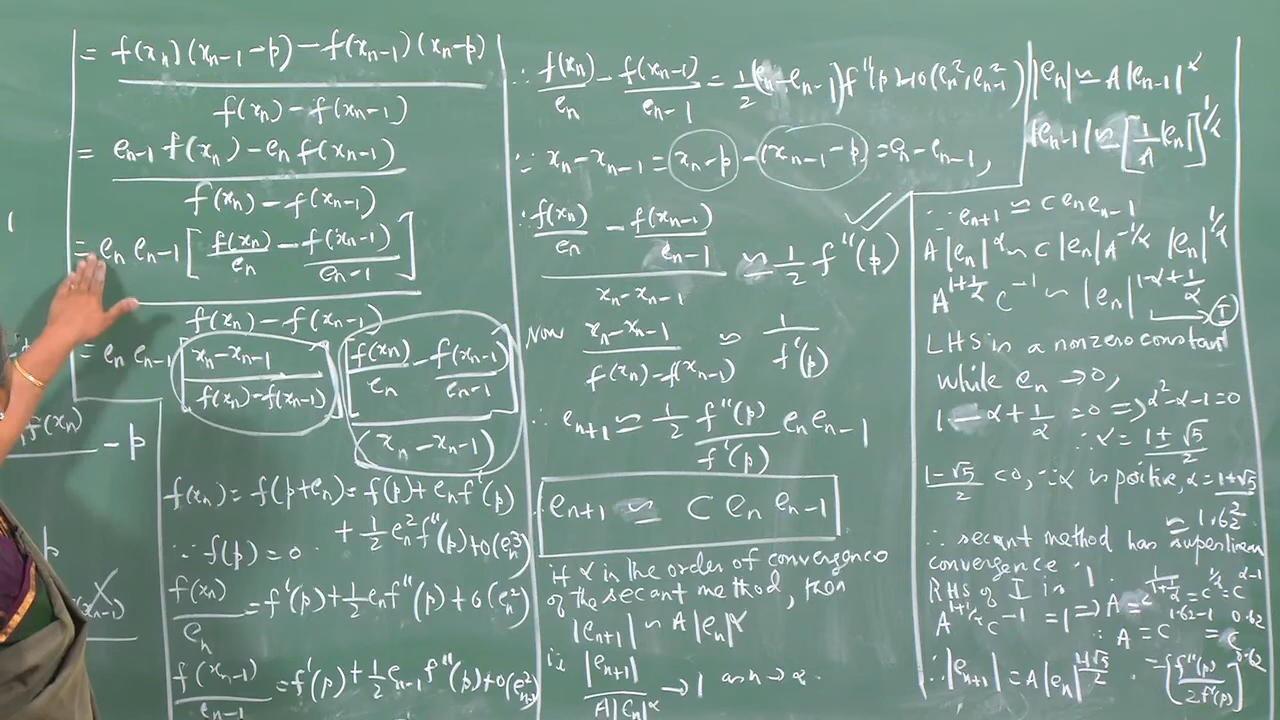 = f(xₙ)(xₙ₋₁-p) - f(xₙ₋₁)(xₙ-p)
f(xₙ) - f(xₙ₋₁)
= eₙ₋₁ f(xₙ) - eₙ f(xₙ₋₁)
f(xₙ) - f(xₙ₋₁)
= eₙ eₙ₋₁ [ f(xₙ)/eₙ - f(xₙ₋₁)/eₙ₋₁ ]
f(xₙ) - f(xₙ₋₁)
= eₙ eₙ₋₁ [ xₙ-xₙ₋₁ / f(xₙ)-f(xₙ₋₁) ] [ f(xₙ)/eₙ - f(xₙ₋₁)/eₙ₋₁ ]
(xₙ-xₙ₋₁)
(xₙ)
- p
p
(xₙ₋₁)
f(xₙ) = f(p+eₙ) = f(p) + eₙ f'(p)
+ 1/2 eₙ² f''(p) + 0(eₙ³)
∵ f(p) = 0
f(xₙ)/eₙ = f'(p) + 1/2 eₙ f''(p) + 0(eₙ²)
f(xₙ₋₁)/eₙ₋₁ = f'(p) + 1/2 eₙ₋₁ f''(p) + 0(eₙ₋₁²)
∴ f(xₙ)/eₙ - f(xₙ₋₁)/eₙ₋₁ = 1/2 (eₙ-eₙ₋₁) f''(p) + 0(eₙ², eₙ₋₁²)
∵ xₙ-xₙ₋₁ = (xₙ-p) - (xₙ₋₁-p) = eₙ-eₙ₋₁,
∴ f(xₙ)/eₙ - f(xₙ₋₁)/eₙ₋₁
≈ 1/2 f''(p)
xₙ-xₙ₋₁
Now xₙ-xₙ₋₁ / f(xₙ)-f(xₙ₋₁) ≈ 1/f'(p)
∴ eₙ₊₁ ≈ 1/2 f''(p)/f'(p) eₙ eₙ₋₁
eₙ₊₁ ≈ C eₙ eₙ₋₁
if α is the order of convergence
of the secant method, then
|eₙ₊₁| ~ A|eₙ|^α
ie |eₙ₊₁| / A|eₙ|^α → 1 as n → ∝.
|eₙ| ~ A|eₙ₋₁|^α
|eₙ₋₁| ≈ [1/A |eₙ|]^1/α
∴ eₙ₊₁ ≈ C eₙ eₙ₋₁
A|eₙ|^α ~ C|eₙ| A^-1/α |eₙ|^1/α
A^1+1/α C⁻¹ ~ |eₙ|^1-α+1/α → I
LHS is a nonzero constant
while eₙ → 0,
1 - α + 1/α = 0 => α²-α-1 = 0
∴ α = 1±√5 / 2
1-√5 / 2 < 0, ∵ α is positive, α = 1+√5 / 2
≈ 1.62
∴ secant method has superlinear
convergence.
RHS of I is 1.
A^1+1/α C⁻¹ = 1 => A = C^1/1+1/α = C^1/α = C^α-1
∴ A = C^1.62-1 = C^0.62
= [f''(p)/2f'(p)]^0.62
∴ |eₙ₊₁| = A|eₙ|^1+√5/2.